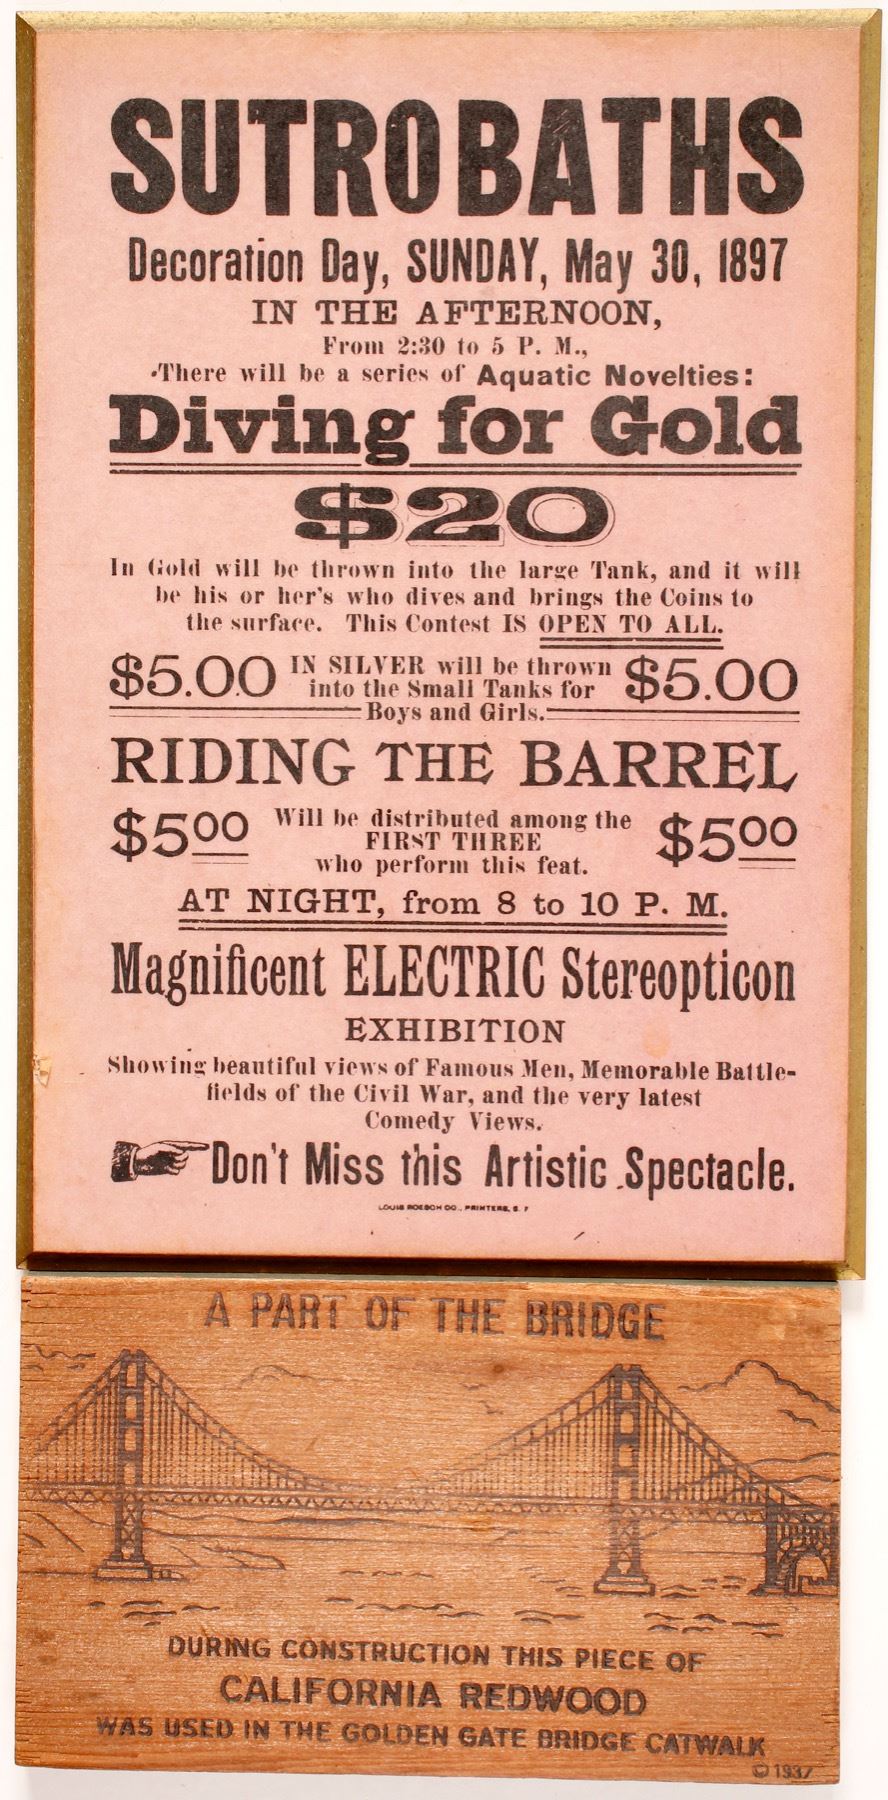 SUTRO BATHS
Decoration Day, SUNDAY, May 30, 1897
IN THE AFTERNOON,
From 2:30 to 5 P. M.,
There will be a series of Aquatic Novelties:
Diving for Gold
$20
In Gold will be thrown into the large Tank, and it will
be his or her's who dives and brings the Coins to
the surface. This Contest IS OPEN TO ALL.
$5.00 IN SILVER will be thrown $5.00
into the Small Tanks for
Boys and Girls.
RIDING THE BARREL
$500 Will be distributed among the $500
FIRST THREE
who perform this feat.
AT NIGHT, from 8 to 10 P. M.
Magnificent ELECTRIC Stereopticon
EXHIBITION
Showing beautiful views of Famous Men, Memorable Battle-
fields of the Civil War, and the very latest
Comedy Views.
Don't Miss this Artistic Spectacle.
LOUIS ROESCH CO., PRINTERS, S. F
A PART OF THE BRIDGE
DURING CONSTRUCTION THIS PIECE OF
CALIFORNIA REDWOOD
WAS USED IN THE GOLDEN GATE BRIDGE CATWALK
© 1937